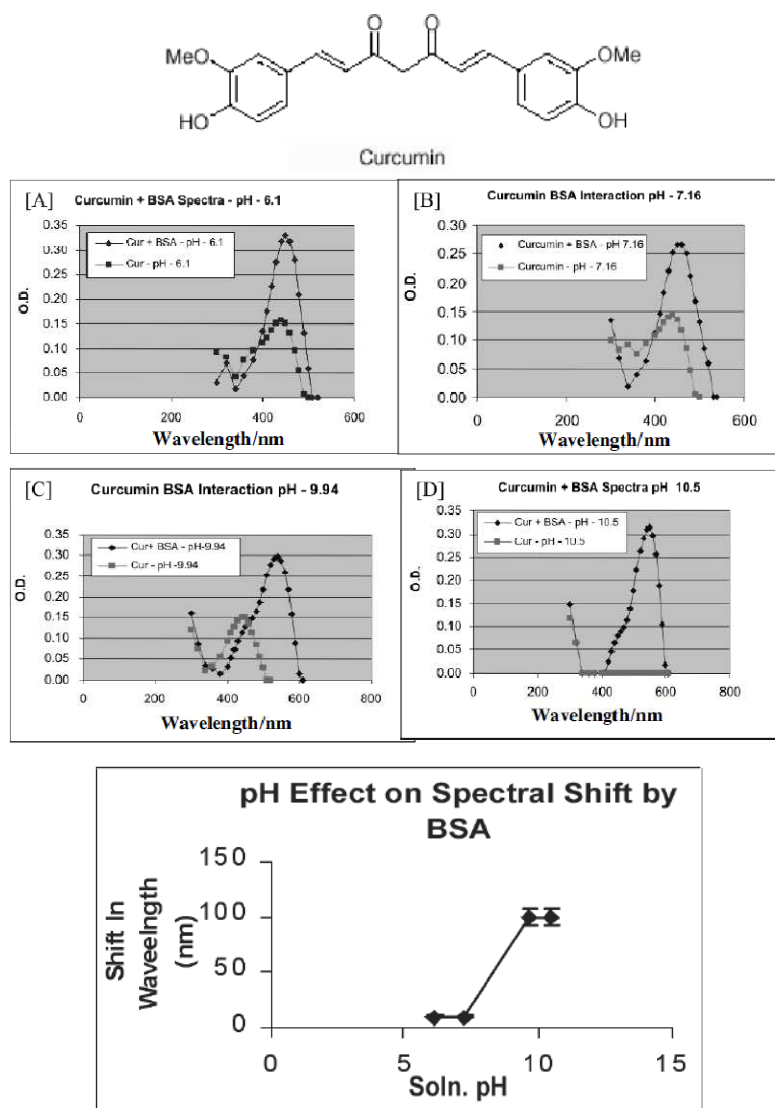 O O
MeO OMe
HO OH
Curcumin
[A] Curcumin + BSA Spectra - pH - 6.1
Cur + BSA - pH - 6.1
Cur - pH - 6.1
O.D.
0.35
0.30
0.25
0.20
0.15
0.10
0.05
0.00
0 200 400 600
Wavelength/nm
[B] Curcumin BSA Interaction pH - 7.16
Curcumin + BSA - pH 7.16
Curcumin - pH - 7.16
O.D.
0.30
0.25
0.20
0.15
0.10
0.05
0.00
0 200 400 600
Wavelength/nm
[C] Curcumin BSA Interaction pH - 9.94
Cur+ BSA - pH-9.94
Cur - pH -9.94
O.D.
0.35
0.30
0.25
0.20
0.15
0.10
0.05
0.00
0 200 400 600 800
Wavelength/nm
[D] Curcumin + BSA Spectra pH 10.5
Cur + BSA - pH - 10.5
Cur - pH - 10.5
O.D.
0.35
0.30
0.25
0.20
0.15
0.10
0.05
0.00
0 200 400 600 800
Wavelength/nm
pH Effect on Spectral Shift by
BSA
Shift In
Waveelngth
(nm)
150
100
50
0
0 5 10 15
Soln. pH